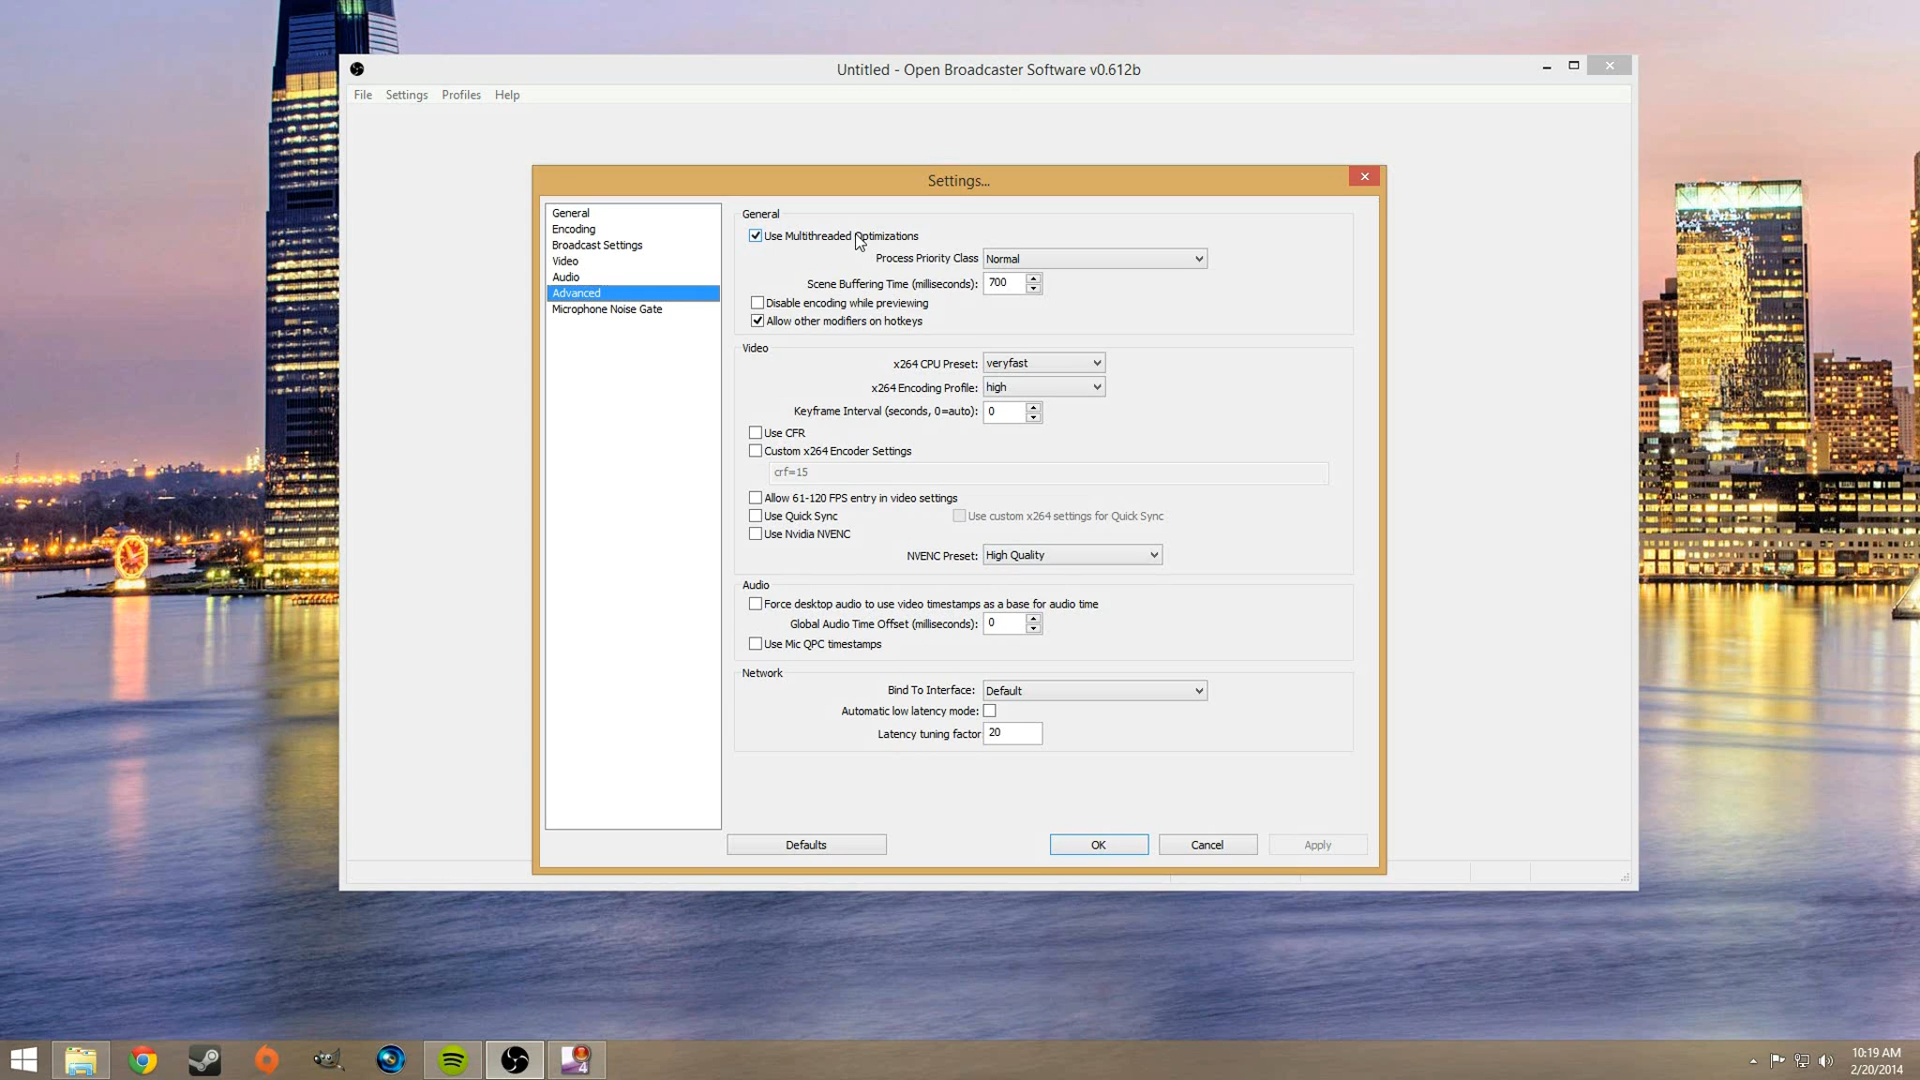 Untitled - Open Broadcaster Software v0.612b
File Settings Profiles Help
Settings...
General
Encoding
Broadcast Settings
Video
Audio
Advanced
Microphone Noise Gate
General
Use Multithreaded Optimizations
Process Priority Class Normal
Scene Buffering Time (milliseconds): 700
Disable encoding while previewing
Allow other modifiers on hotkeys
Video
x264 CPU Preset: veryfast
x264 Encoding Profile: high
Keyframe Interval (seconds, 0=auto): 0
Use CFR
Custom x264 Encoder Settings
crf=15
Allow 61-120 FPS entry in video settings
Use Quick Sync Use custom x264 settings for Quick Sync
Use Nvidia NVENC
NVENC Preset: High Quality
Audio
Force desktop audio to use video timestamps as a base for audio time
Global Audio Time Offset (milliseconds): 0
Use Mic QPC timestamps
Network
Bind To Interface: Default
Automatic low latency mode:
Latency tuning factor 20
Defaults OK Cancel Apply
4
10:19 AM
2/20/2014